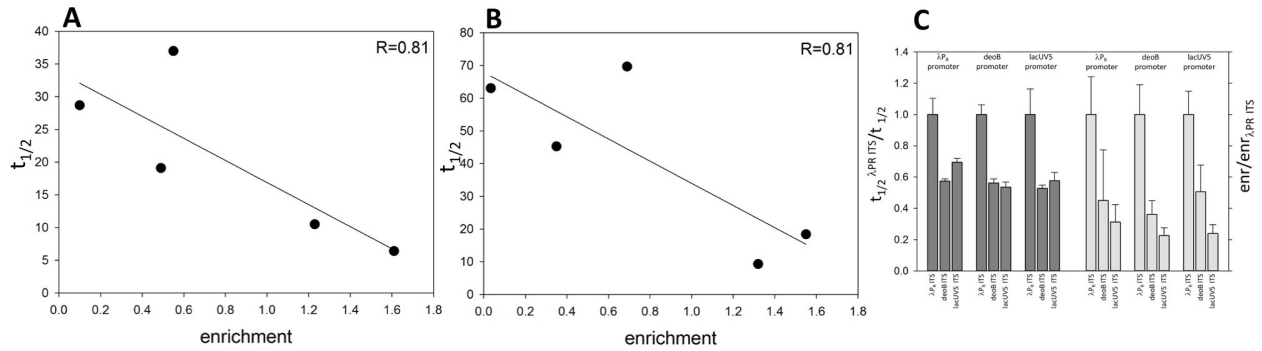 A
R=0.81
t1/2
40
35
30
25
20
15
10
5
0
0.0 0.2 0.4 0.6 0.8 1.0 1.2 1.4 1.6 1.8
enrichment
B
R=0.81
t1/2
80
70
60
50
40
30
20
10
0
0.0 0.2 0.4 0.6 0.8 1.0 1.2 1.4 1.6 1.8
enrichment
C
λPR promoter
deoB promoter
lacUV5 promoter
λPR promoter
deoB promoter
lacUV5 promoter
t1/2 λPR ITS/t 1/2
1.4
1.2
1.0
0.8
0.6
0.4
0.2
0.0
enr/enrλPR ITS
λPR ITS
deoB ITS
lacUV5 ITS
λPR ITS
deoB ITS
lacUV5 ITS
λPR ITS
deoB ITS
lacUV5 ITS
λPR ITS
deoB ITS
lacUV5 ITS
λPR ITS
deoB ITS
lacUV5 ITS
λPR ITS
deoB ITS
lacUV5 ITS